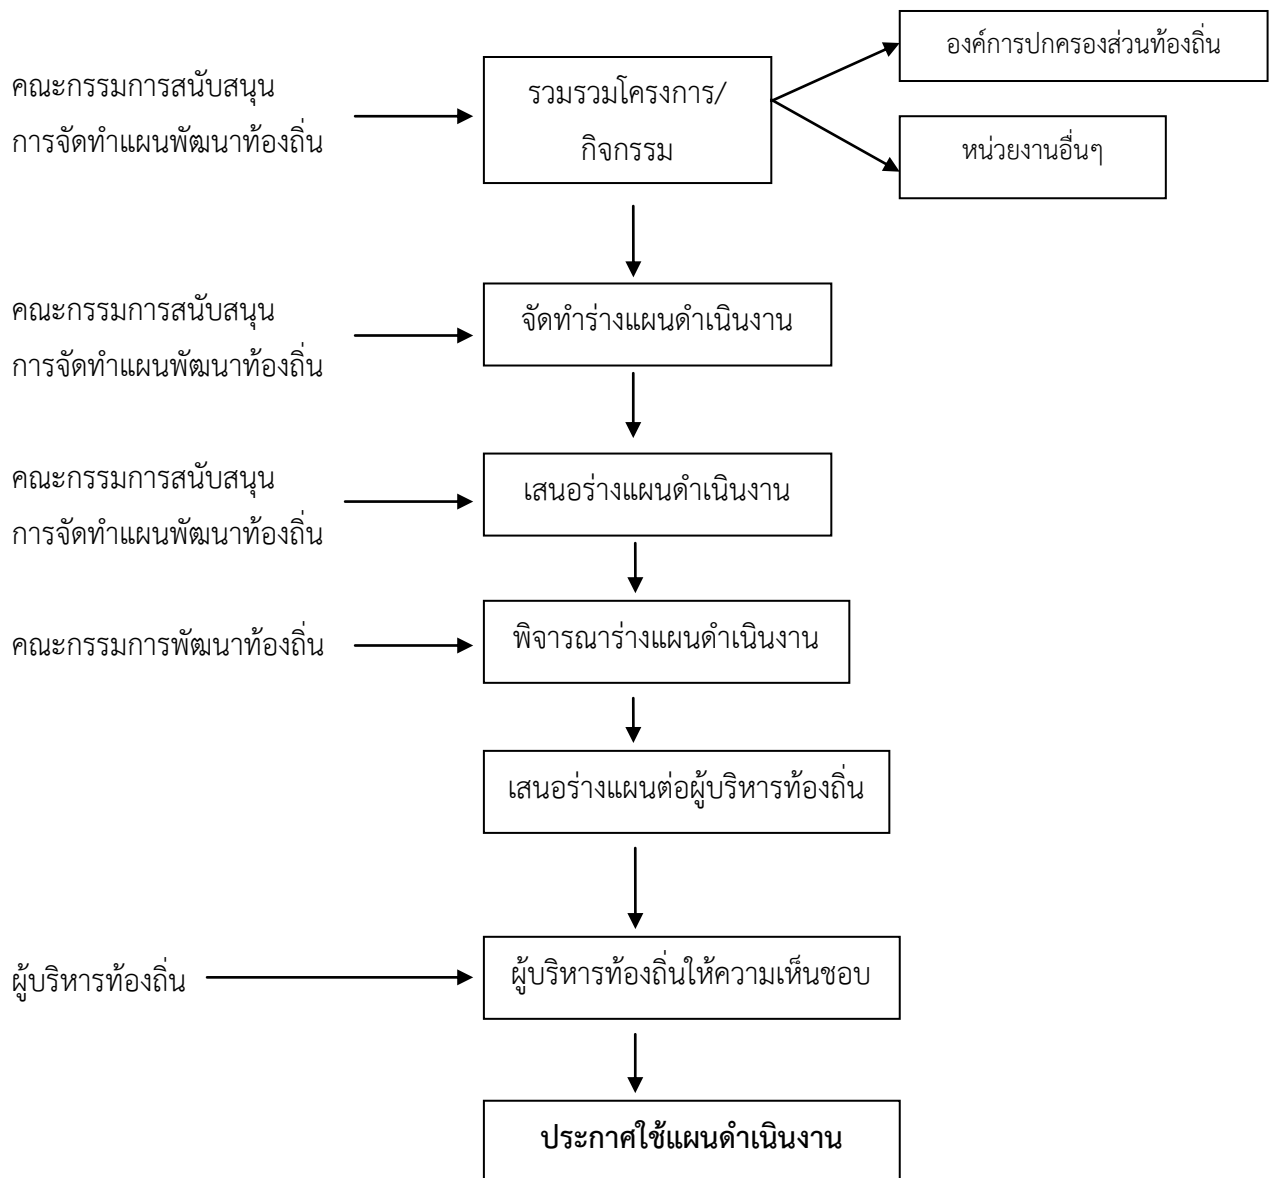 องค์การปกครองส่วนท้องถิ่น
คณะกรรมการสนับสนุน
การจัดทำแผนพัฒนาท้องถิ่น
รวมรวมโครงการ/
กิจกรรม
หน่วยงานอื่นๆ
คณะกรรมการสนับสนุน
การจัดทำแผนพัฒนาท้องถิ่น
จัดทำร่างแผนดำเนินงาน
คณะกรรมการสนับสนุน
การจัดทำแผนพัฒนาท้องถิ่น
เสนอร่างแผนดำเนินงาน
คณะกรรมการพัฒนาท้องถิ่น
พิจารณาร่างแผนดำเนินงาน
เสนอร่างแผนต่อผู้บริหารท้องถิ่น
ผู้บริหารท้องถิ่น
ผู้บริหารท้องถิ่นให้ความเห็นชอบ
ประกาศใช้แผนดำเนินงาน